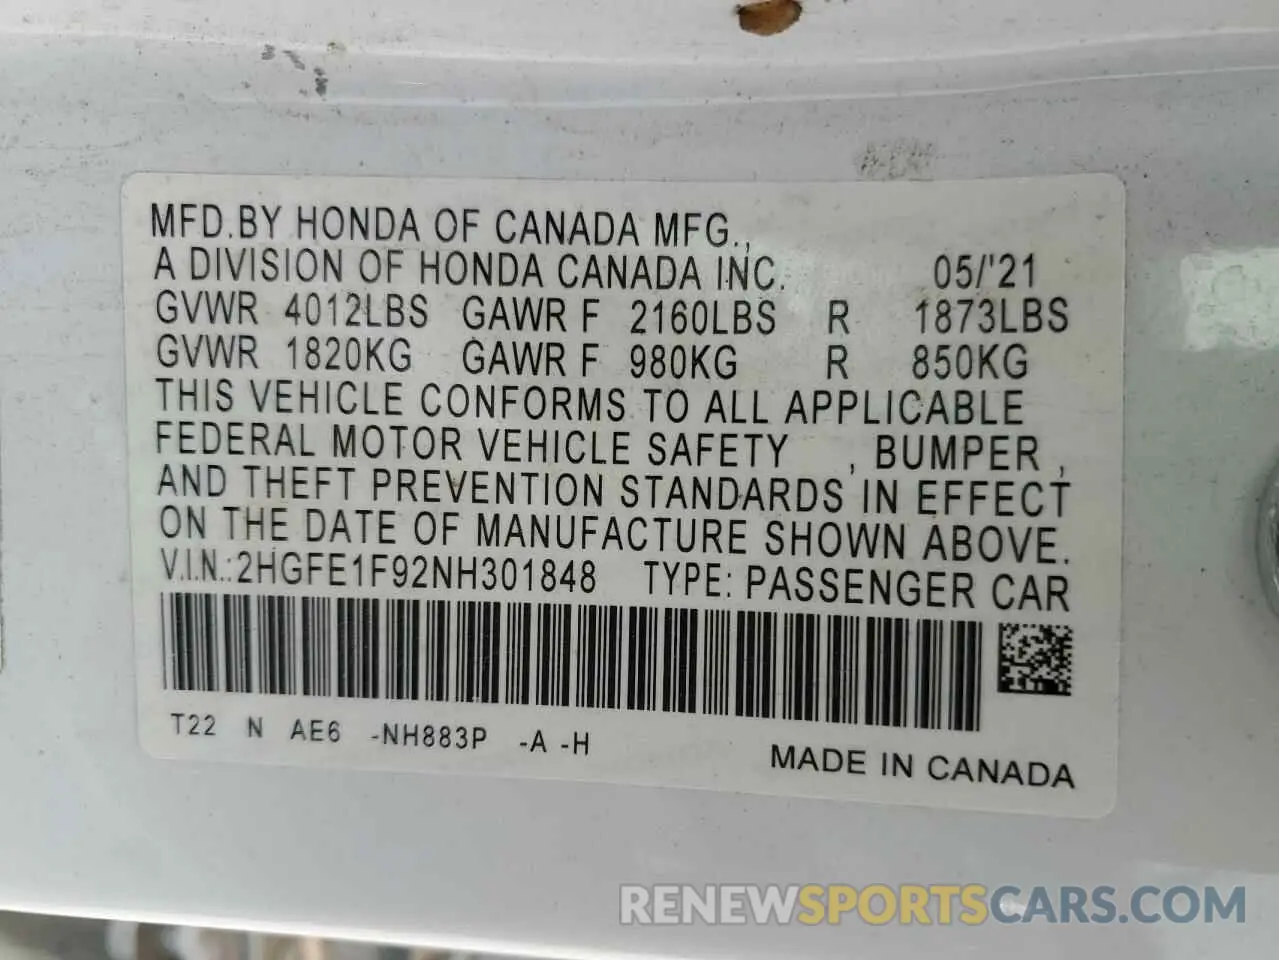 MFD.BY HONDA OF CANADA MFG.,
A DIVISION OF HONDA CANADA INC. 05/'21
GVWR 4012LBS GAWR F 2160LBS R 1873LBS
GVWR 1820KG GAWR F 980KG R 850KG
THIS VEHICLE CONFORMS TO ALL APPLICABLE
FEDERAL MOTOR VEHICLE SAFETY , BUMPER ,
AND THEFT PREVENTION STANDARDS IN EFFECT
ON THE DATE OF MANUFACTURE SHOWN ABOVE.
V.I.N.: 2HGFE1F92NH301848 TYPE: PASSENGER CAR
T22 N AE6 -NH883P -A -H
MADE IN CANADA
RENEWSPORTSCARS.COM